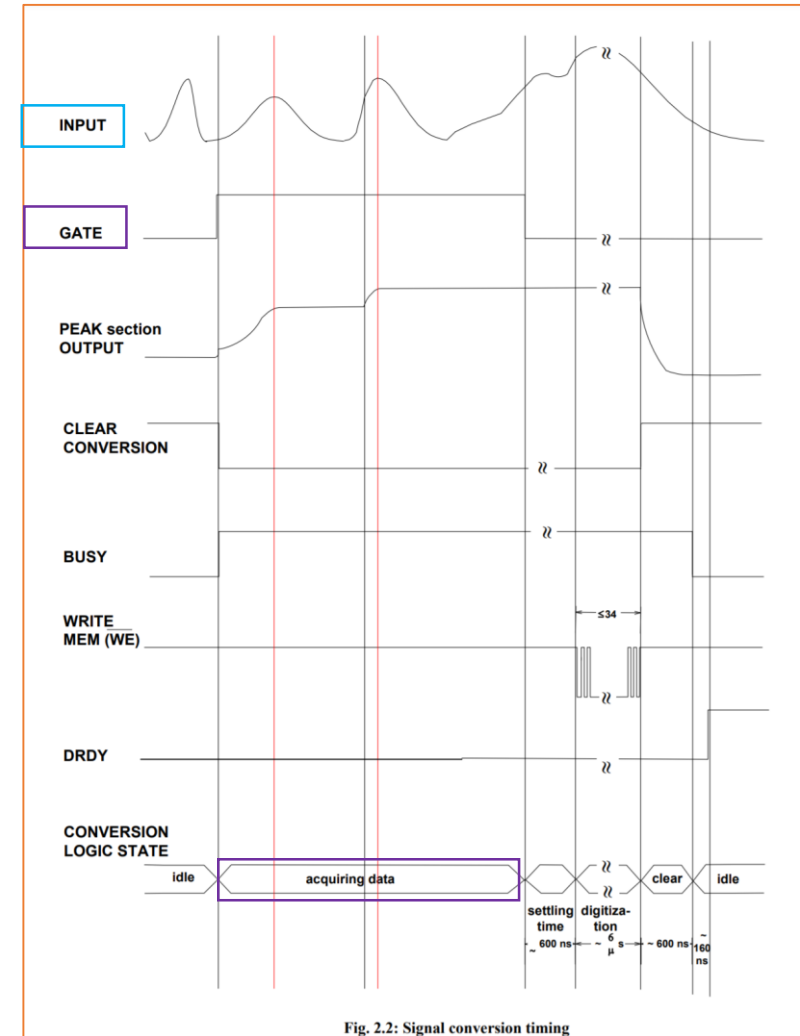 INPUT
GATE
PEAK section
OUTPUT
CLEAR
CONVERSION
BUSY
WRITE
MEM (WE)
≤34
DRDY
CONVERSION
LOGIC STATE
idle
acquiring data
clear
idle
settling
time
~ 600 ns
digitiza-
tion
~ 6 μ s
~ 600 ns
~ 160 ns
Fig. 2.2: Signal conversion timing